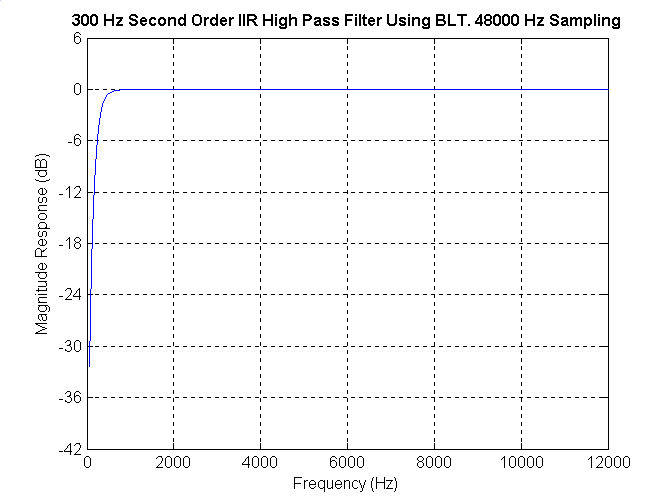 300 Hz Second Order IIR High Pass Filter Using BLT. 48000 Hz Sampling
6
0
-6
-12
-18
-24
-30
-36
-42
Magnitude Response (dB)
0 2000 4000 6000 8000 10000 12000
Frequency (Hz)